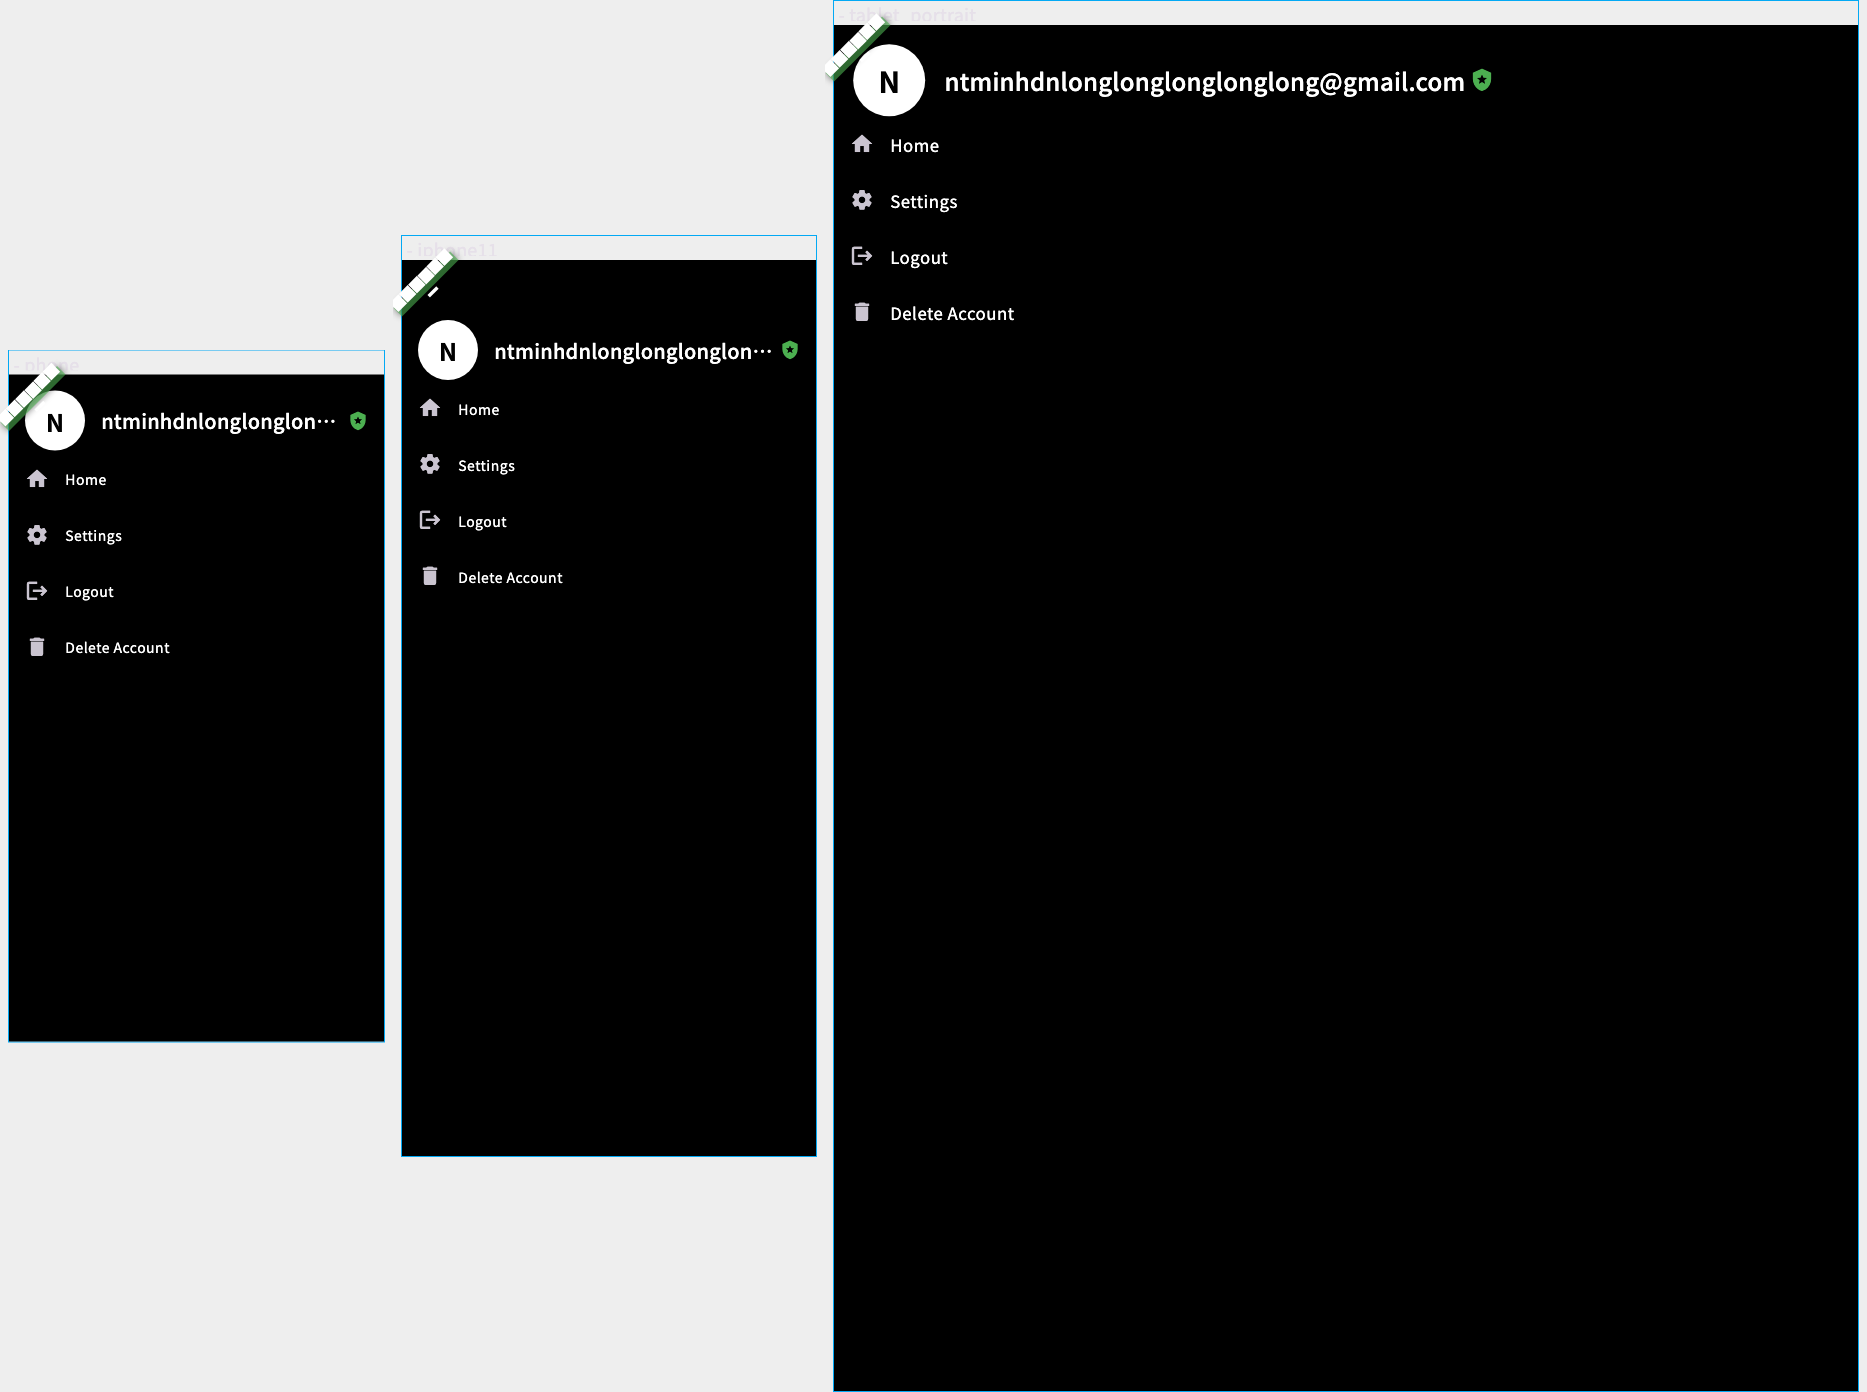 - phone
N
ntminhdnlonglonglon···
Home
Settings
Logout
Delete Account
- iphone11
N
ntminhdnlonglonglonglon···
Home
Settings
Logout
Delete Account
- tablet_portrait
N
ntminhdnlonglonglonglonglong@gmail.com
Home
Settings
Logout
Delete Account